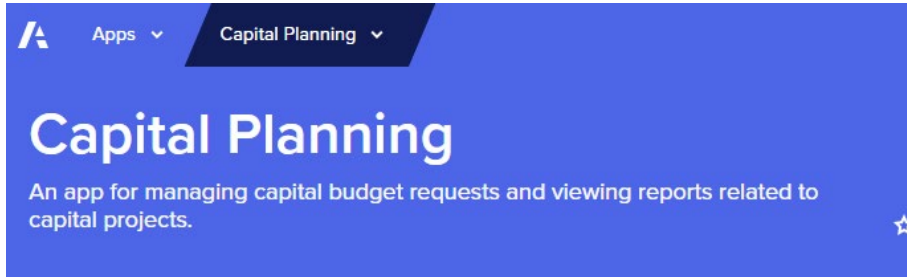 Apps
Capital Planning
Capital Planning
An app for managing capital budget requests and viewing reports related to
capital projects.